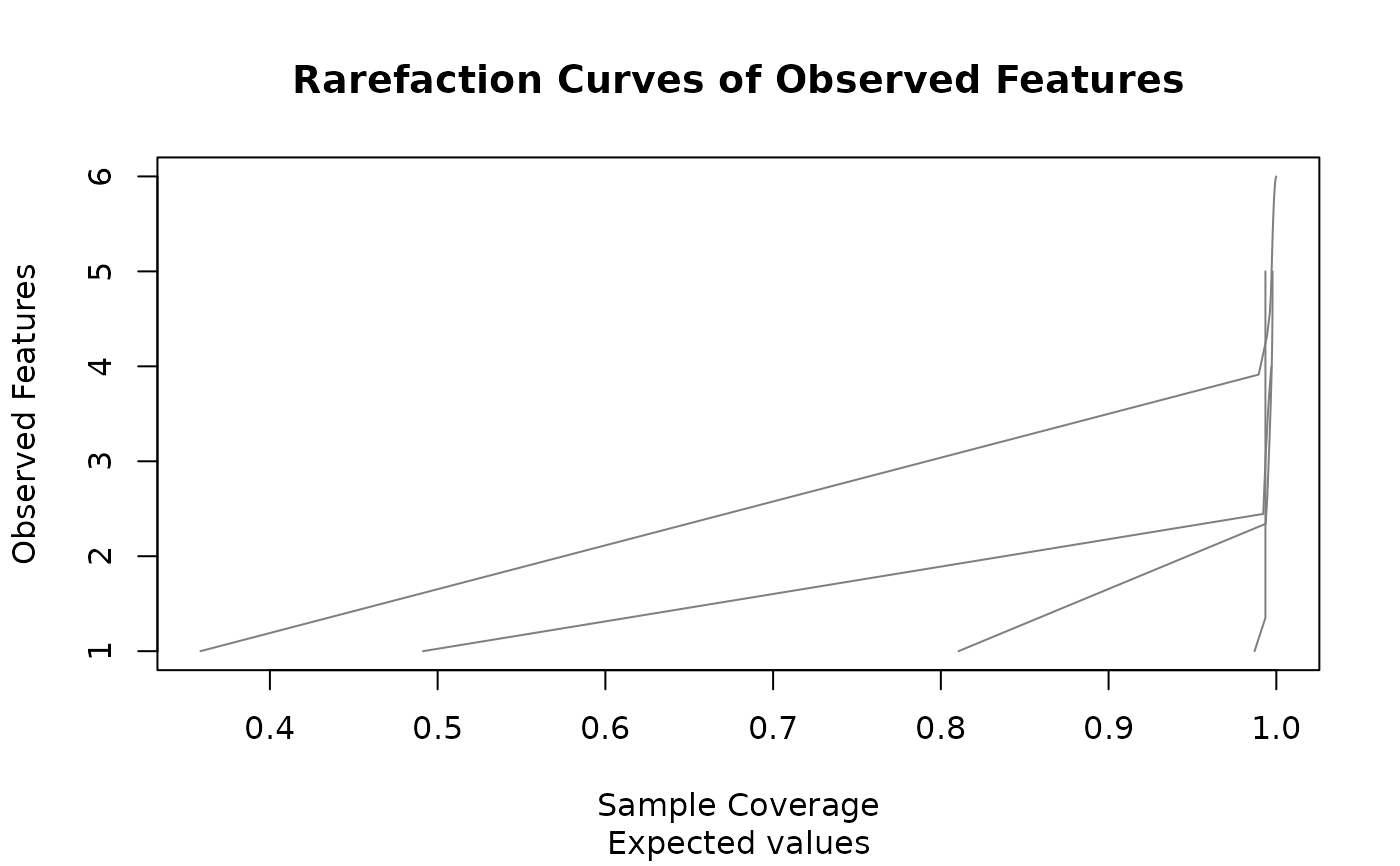 Rarefaction Curves of Observed Features
Observed Features
6
5
4
3
2
1
0.4 0.5 0.6 0.7 0.8 0.9 1.0
Sample Coverage
Expected values